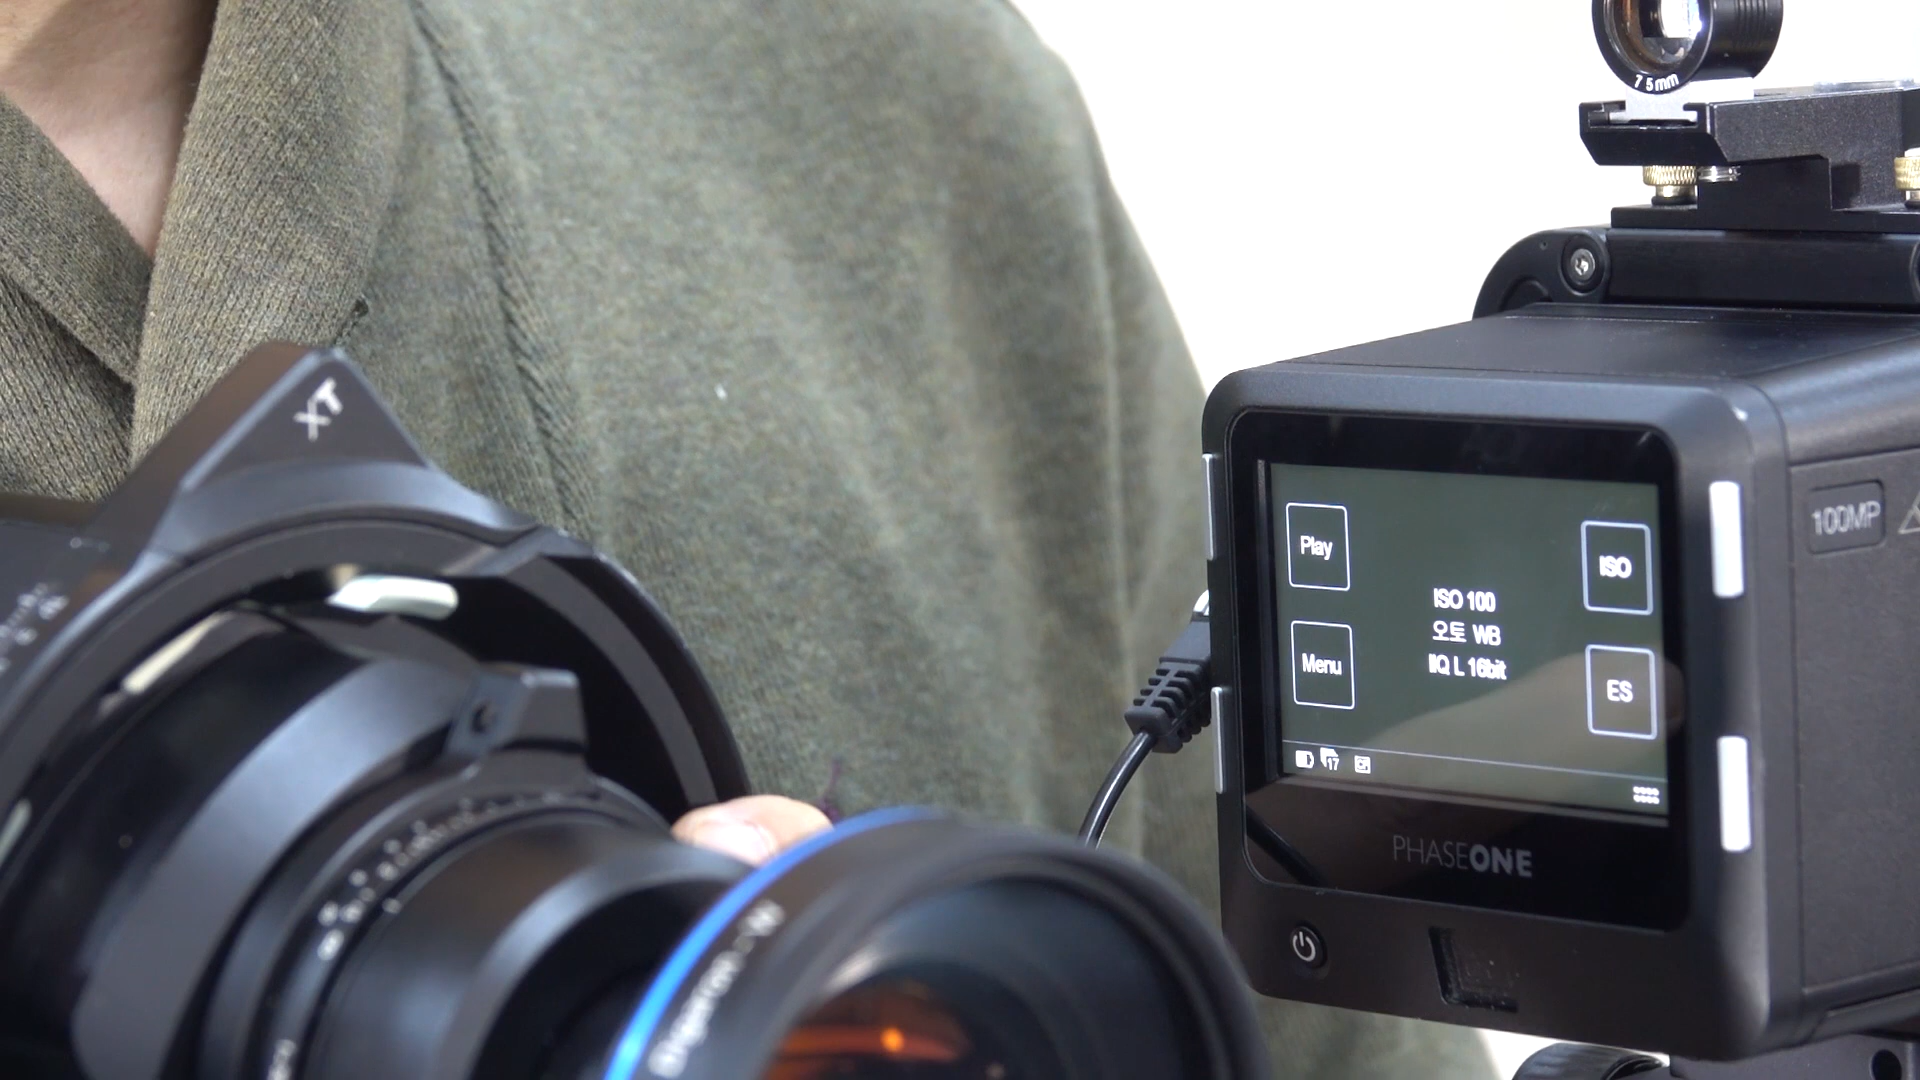 75mm
XT
100MP
Play
ISO
ISO 100
오토 WB
IIQ L 16bit
Menu
ES
17
PHASEONE